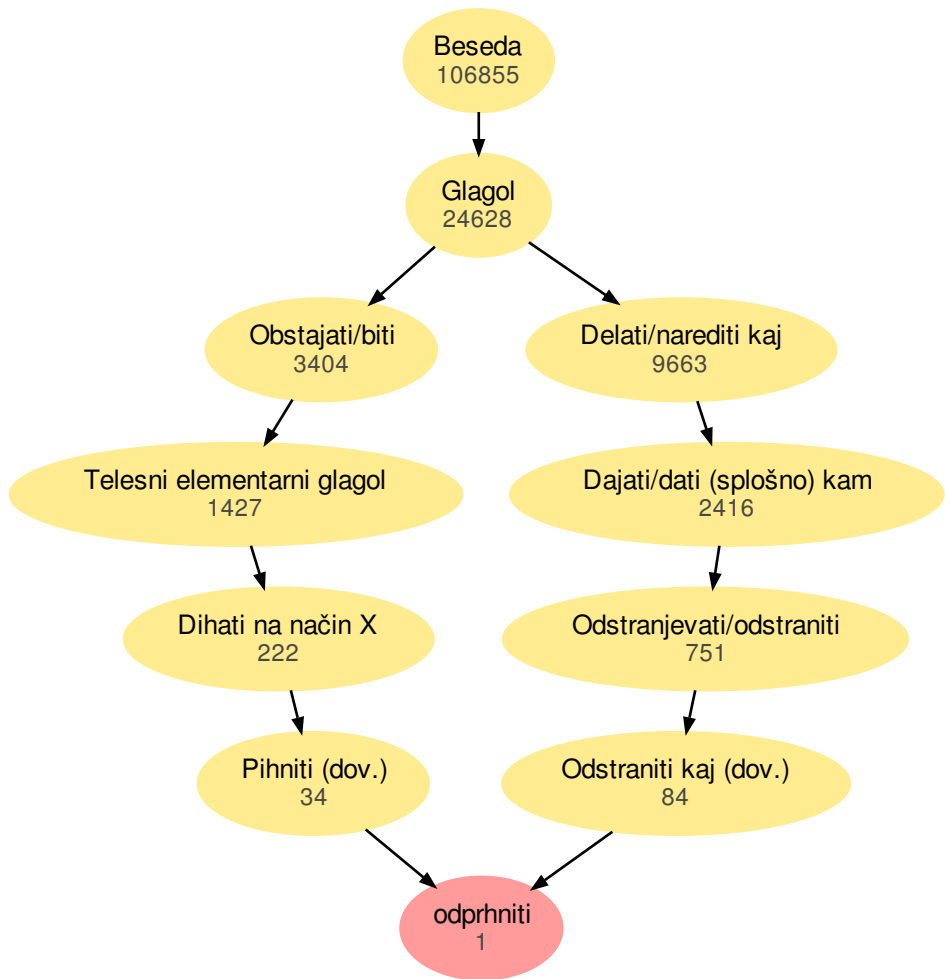 Beseda
106855
Glagol
24628
Obstajati/biti
3404
Delati/narediti kaj
9663
Telesni elementarni glagol
1427
Dajati/dati (splošno) kam
2416
Dihati na način X
222
Odstranjevati/odstraniti
751
Pihniti (dov.)
34
Odstraniti kaj (dov.)
84
odprhniti
1